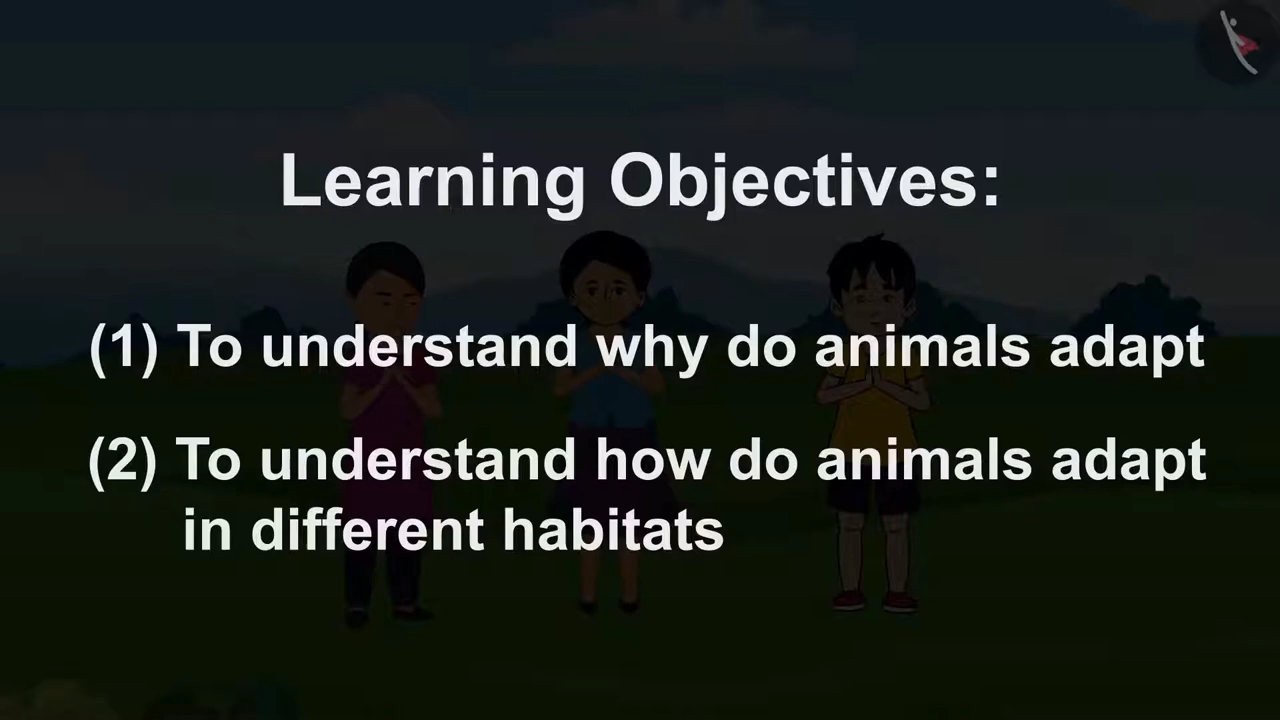 Learning Objectives:
(1) To understand why do animals adapt
(2) To understand how do animals adapt
in different habitats